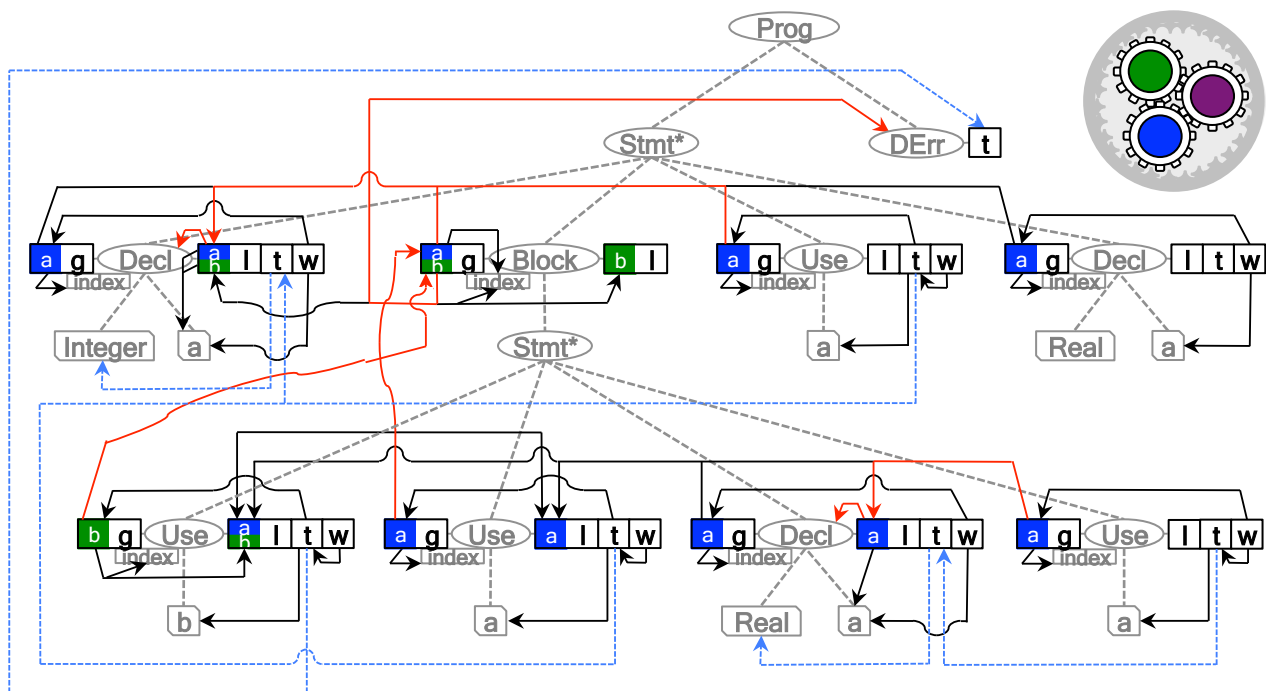 Prog
Stmt* DErr t
a g Decl a b l t w a b g Block b l a g Use l t w a g Decl l t w
index index index index
Integer a Stmt* a Real a
b g Use a b l t w a g Use a l t w a g Decl a l t w a g Use l t w
index index index index
b a Real a a